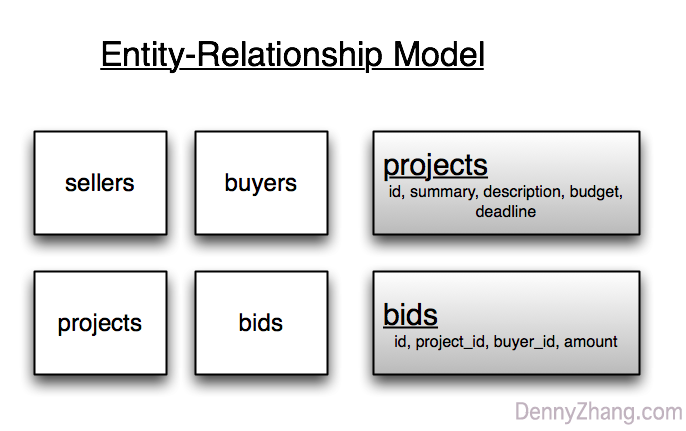 Entity-Relationship Model
sellers
buyers
projects
id, summary, description, budget,
deadline
projects
bids
bids
id, project_id, buyer_id, amount
DennyZhang.com